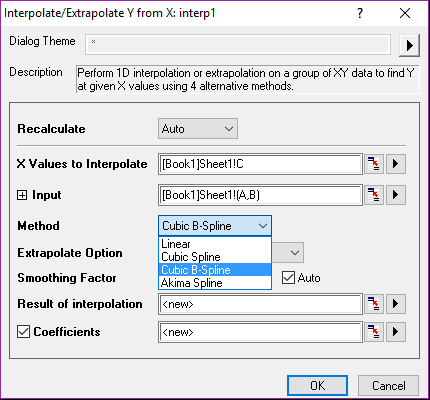 Interpolate/Extrapolate Y from X: interp1
Dialog Theme *
Description Perform 1D interpolation or extrapolation on a group of XY data to find Y
at given X values using 4 alternative methods.
Recalculate Auto
X Values to Interpolate [Book1]Sheet1!C
Input [Book1]Sheet1!(A,B)
Method Cubic B-Spline
Linear
Cubic Spline
Cubic B-Spline
Akima Spline
Extrapolate Option
Smoothing Factor Auto
Result of interpolation <new>
Coefficients <new>
OK Cancel